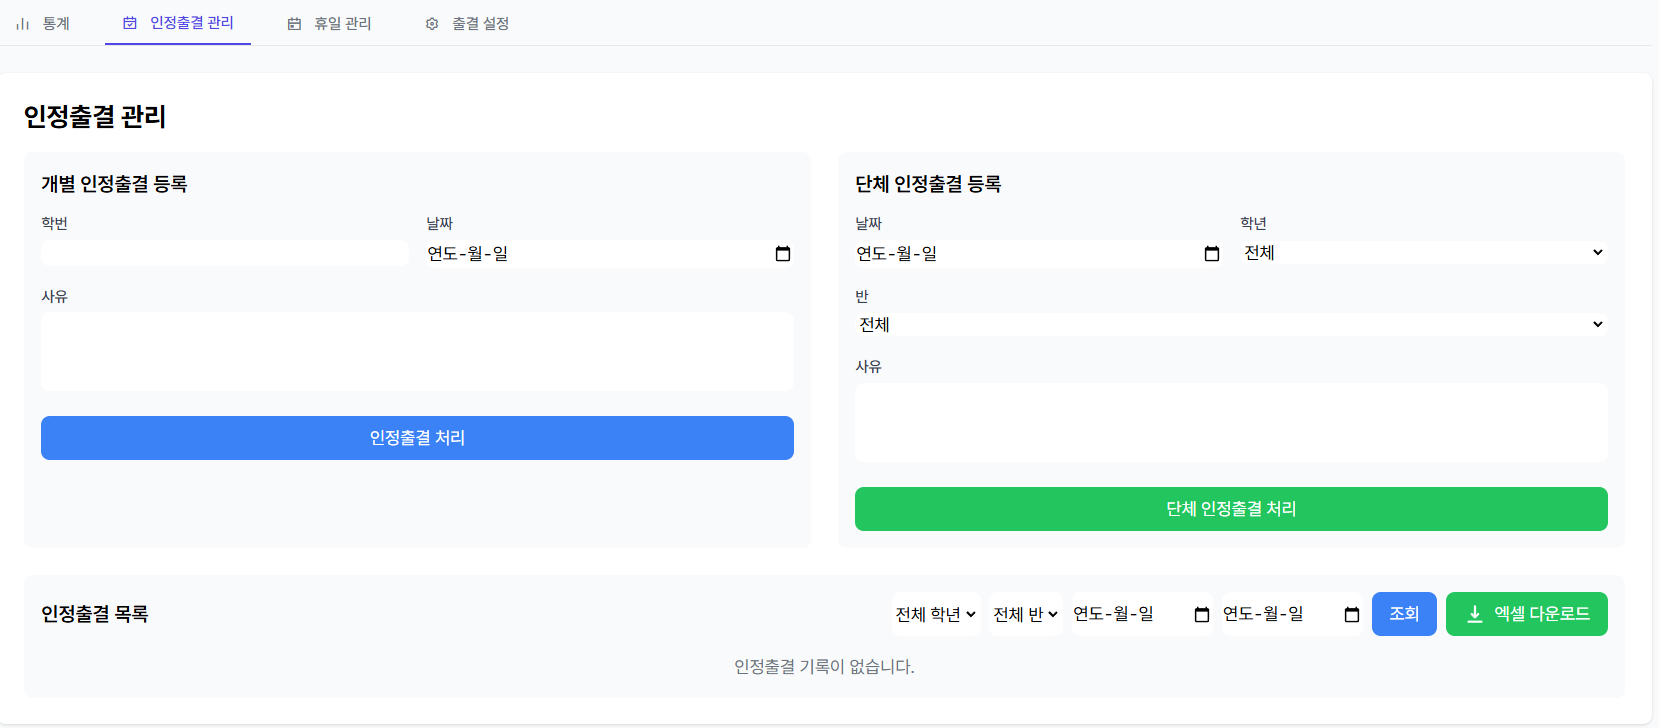 통계 인정출결 관리 휴일 관리 출결 설정
인정출결 관리
개별 인정출결 등록
학번 날짜
연도-월-일
사유
인정출결 처리
단체 인정출결 등록
날짜 학년
연도-월-일 전체
반
전체
사유
단체 인정출결 처리
인정출결 목록 전체 학년 전체 반 연도-월-일 연도-월-일 조회 엑셀 다운로드
인정출결 기록이 없습니다.